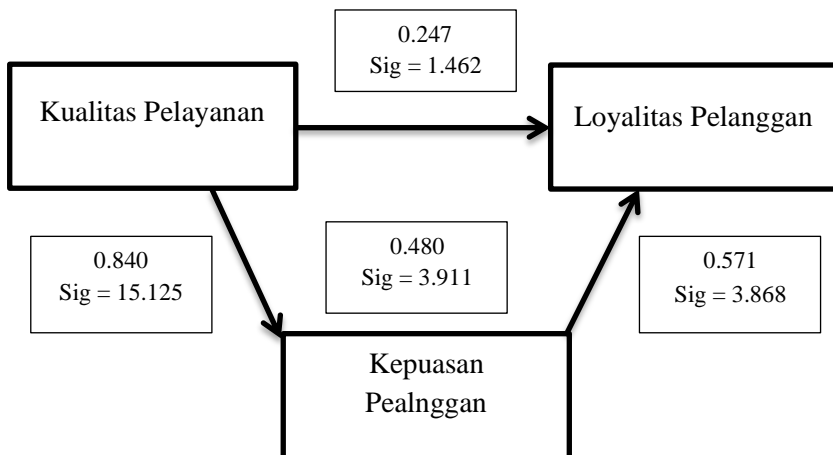 0.247
Sig = 1.462
Kualitas Pelayanan
Loyalitas Pelanggan
0.840
Sig = 15.125
0.480
Sig = 3.911
0.571
Sig = 3.868
Kepuasan
Pealnggan